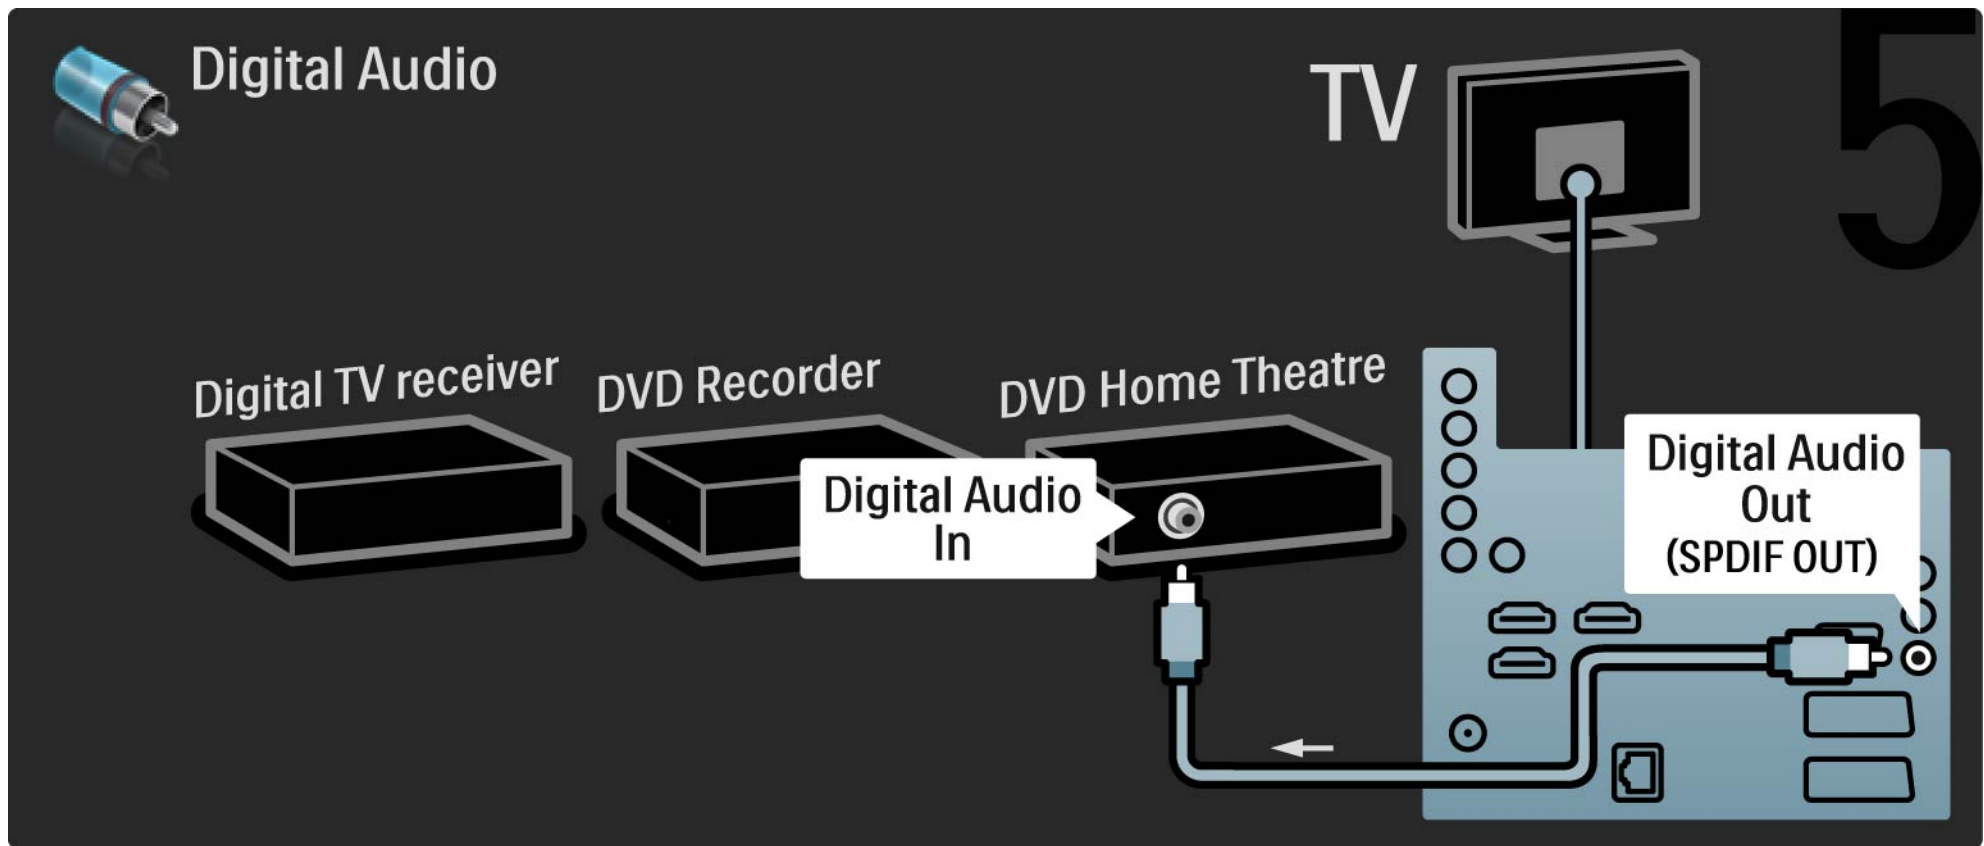 Digital Audio
TV
5
Digital TV receiver
DVD Recorder
DVD Home Theatre
Digital Audio
In
Digital Audio
Out
(SPDIF OUT)